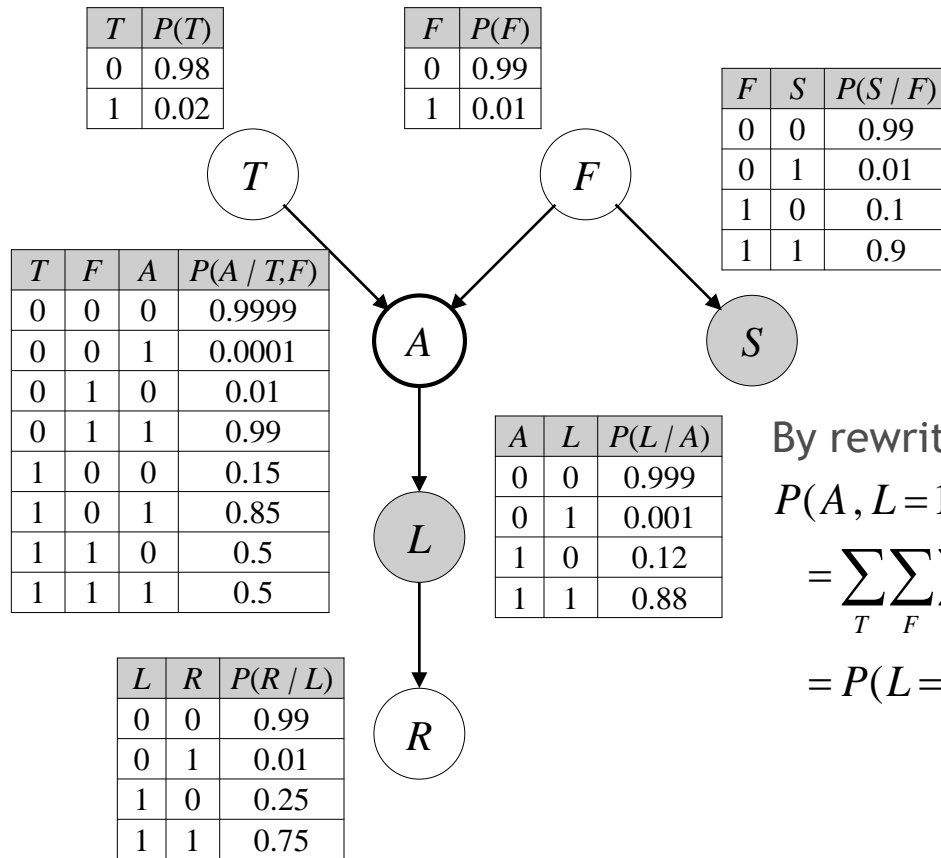 T P(T)
0 0.98
1 0.02
F P(F)
0 0.99
1 0.01
F S P(S / F)
0 0 0.99
0 1 0.01
1 0 0.1
1 1 0.9
T
F
T F A P(A / T,F)
0 0 0 0.9999
0 0 1 0.0001
0 1 0 0.01
0 1 1 0.99
1 0 0 0.15
1 0 1 0.85
1 1 0 0.5
1 1 1 0.5
A
S
A L P(L / A)
0 0 0.999
0 1 0.001
1 0 0.12
1 1 0.88
By rewrit
P(A, L=1
= ∑T ∑F ∑
= P(L=
L
L R P(R / L)
0 0 0.99
0 1 0.01
1 0 0.25
1 1 0.75
R